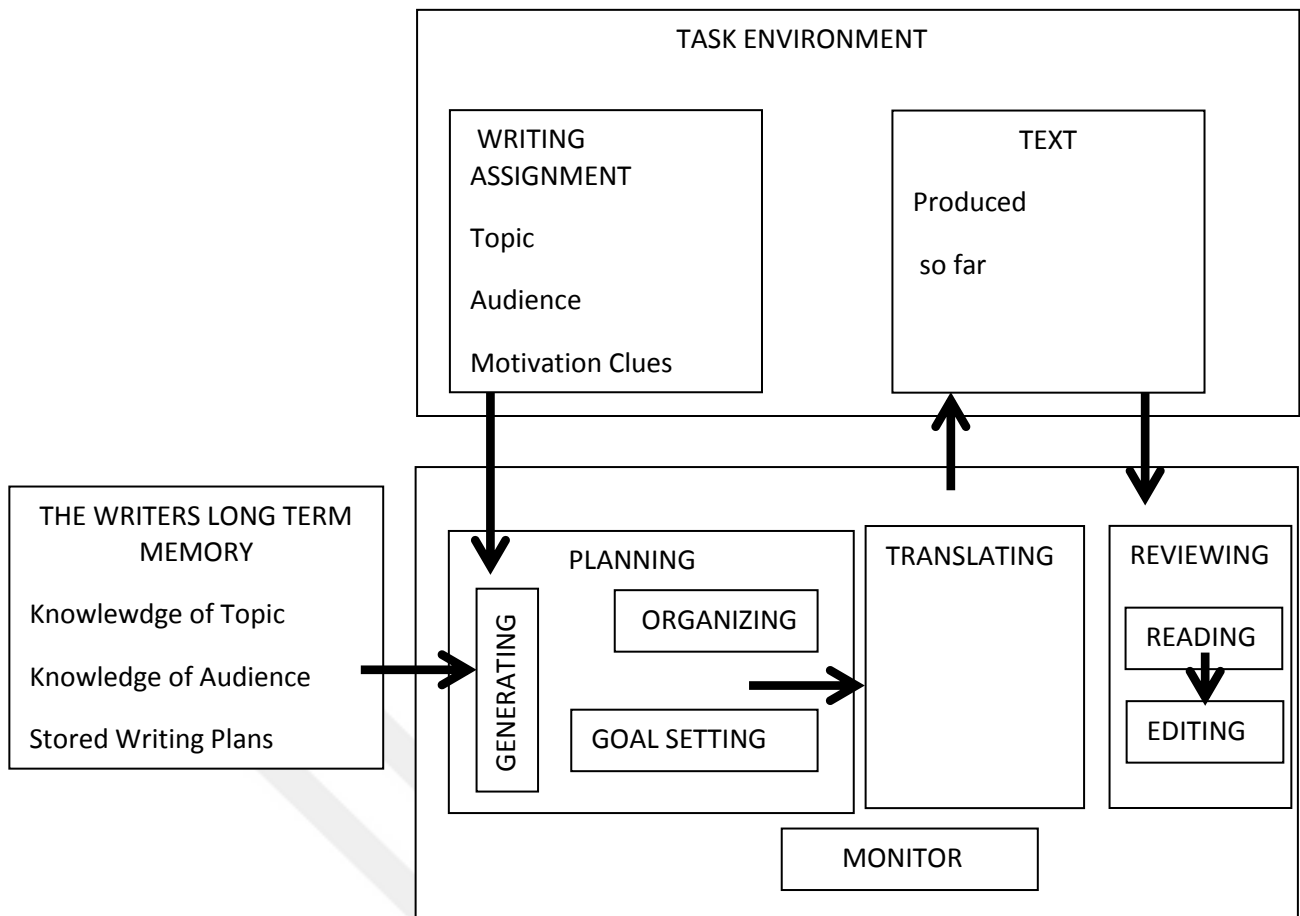 TASK ENVIRONMENT
WRITING
ASSIGNMENT
Topic
Audience
Motivation Clues
TEXT
Produced
so far
THE WRITERS LONG TERM
MEMORY
Knowlewdge of Topic
Knowledge of Audience
Stored Writing Plans
PLANNING
GENERATING
ORGANIZING
GOAL SETTING
TRANSLATING
REVIEWING
READING
EDITING
MONITOR